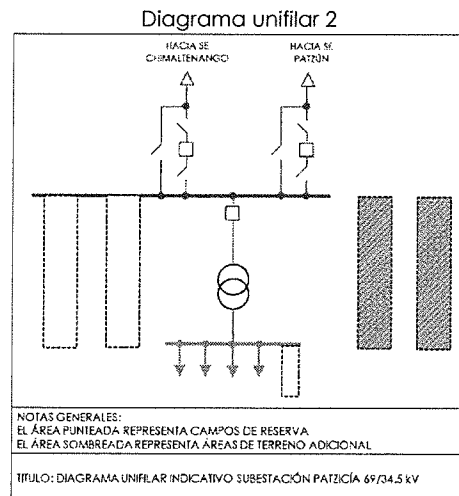 Diagrama unifilar 2
HACIA SE
CHIMALTENANGO
HACIA SE
PATZÚN
NOTAS GENERALES:
EL ÁREA PUNTEADA REPRESENTA CAMPOS DE RESERVA
EL ÁREA SOMBREADA REPRESENTA ÁREAS DE TERRENO ADICIONAL
TITULO: DIAGRAMA UNIFILAR INDICATIVO SUBESTACIÓN PATZICÍA 69/34.5 kV